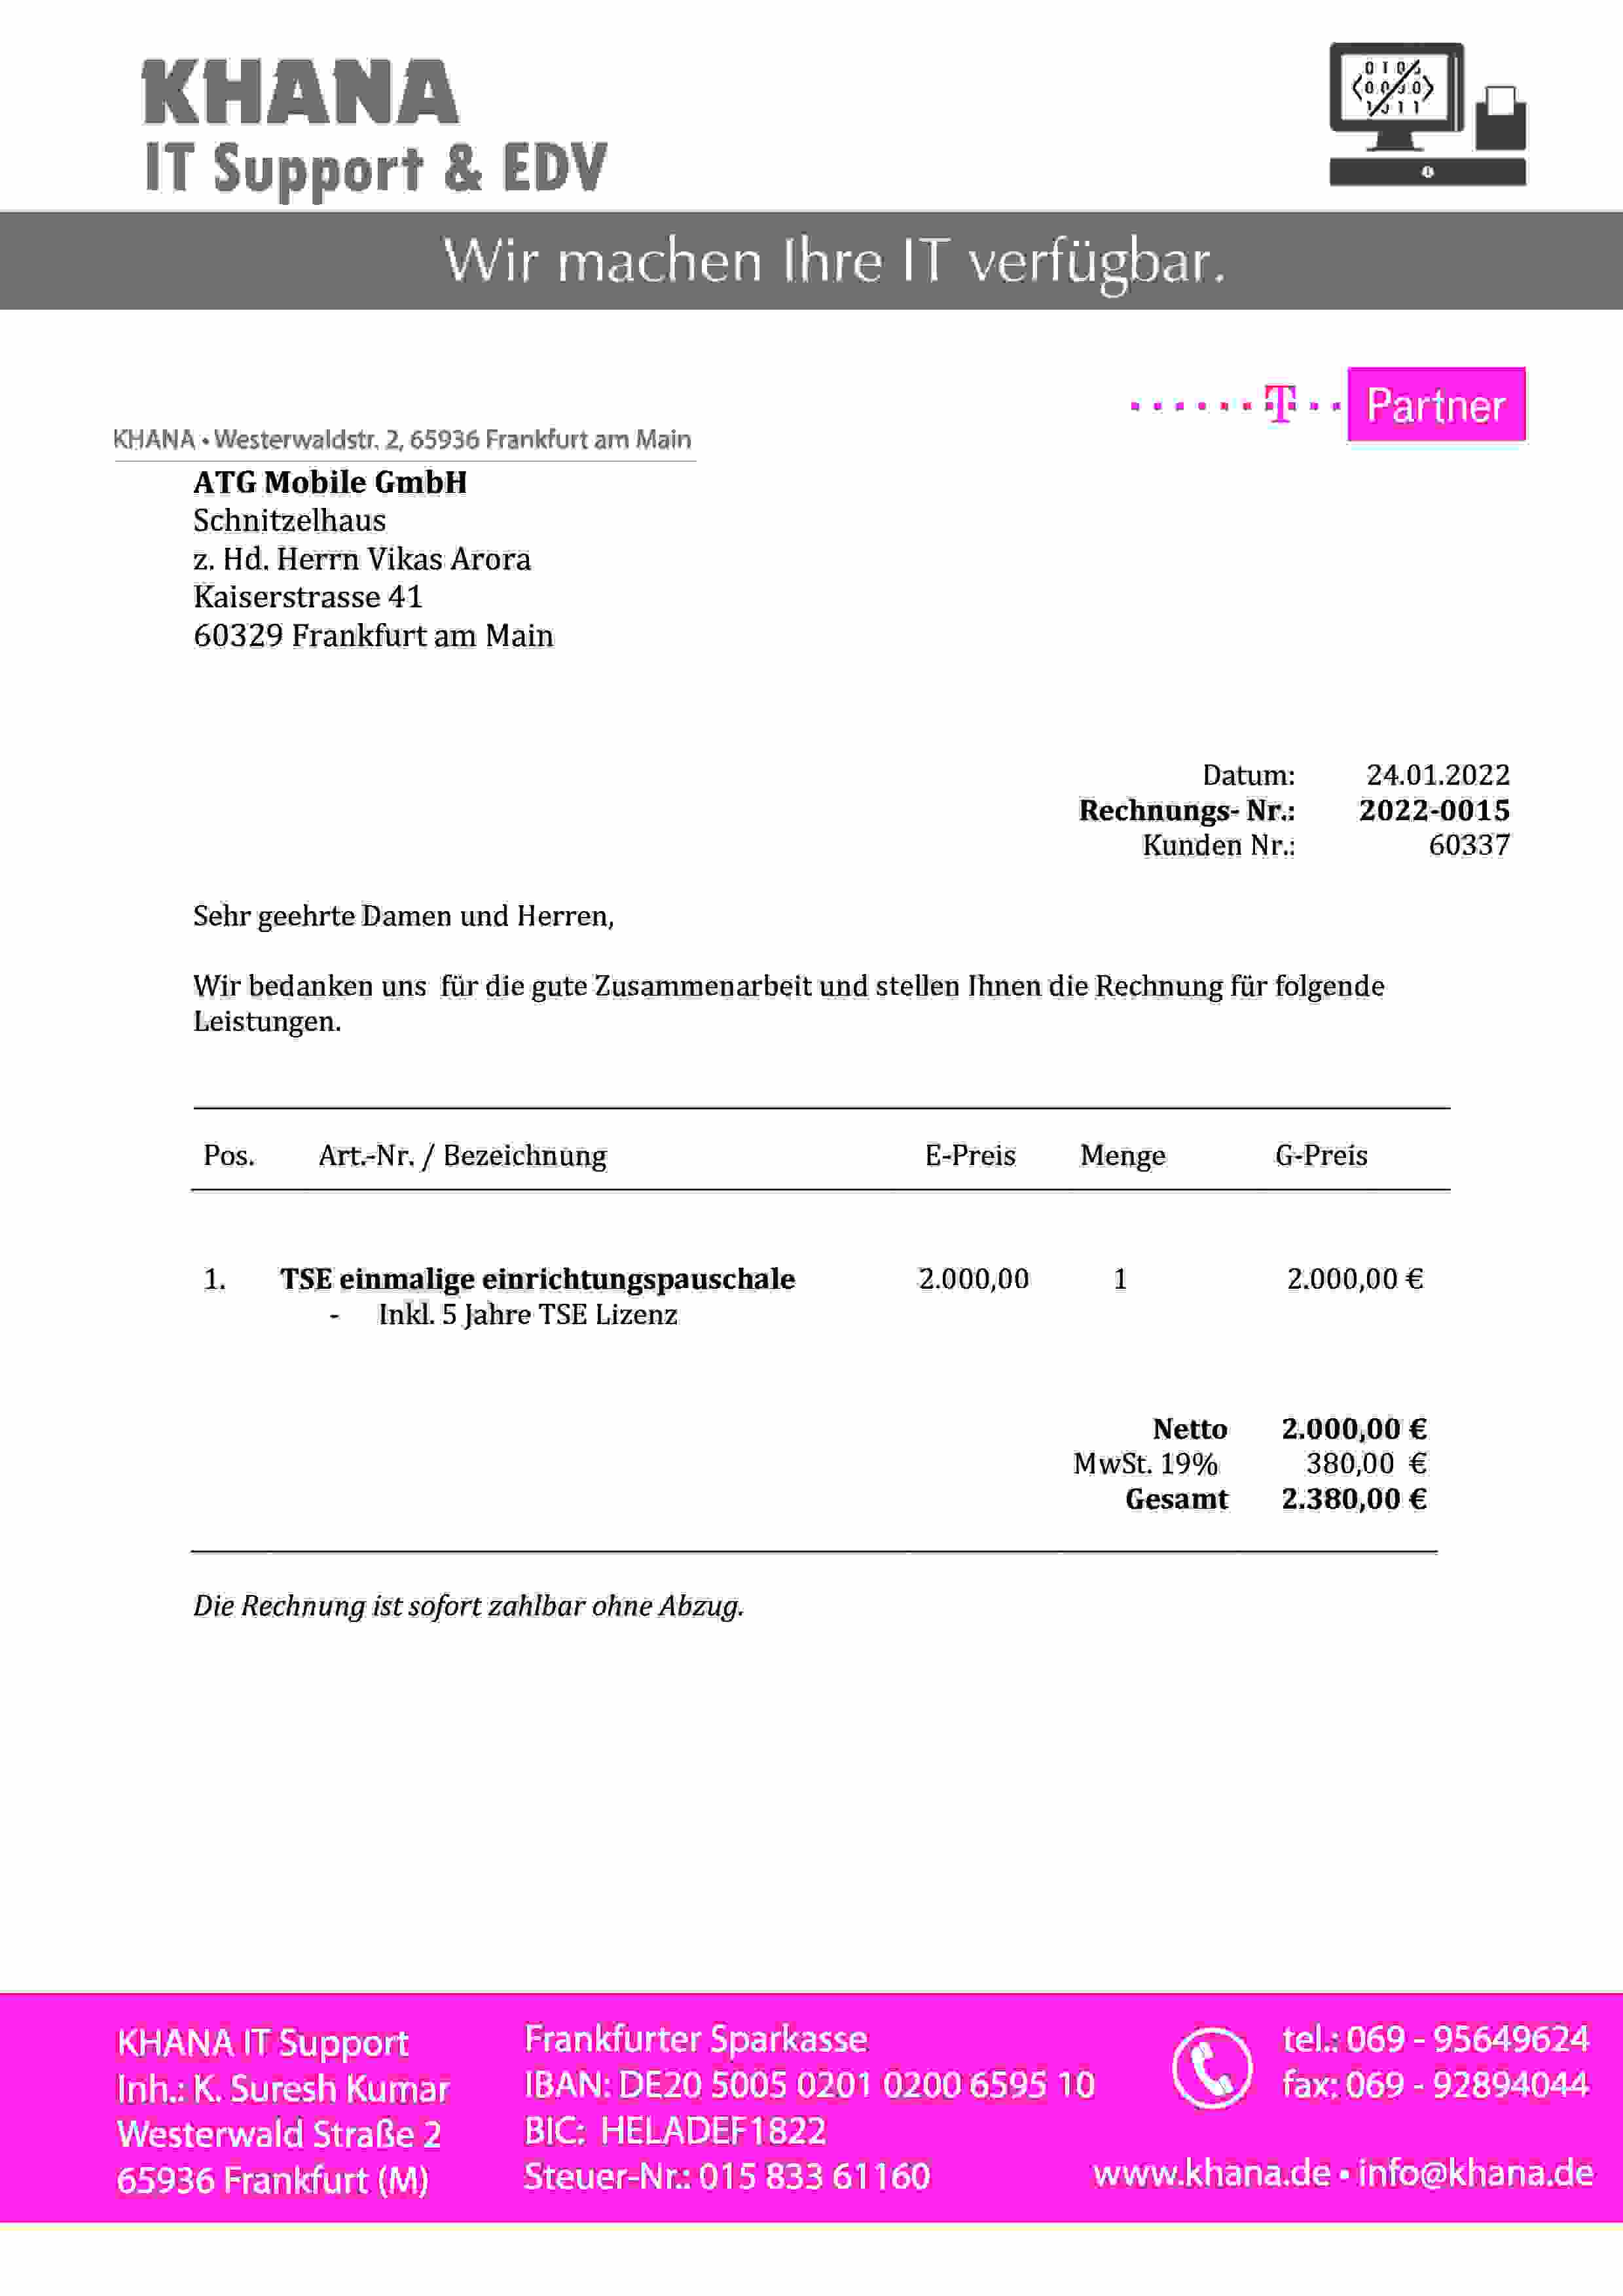 KHANA
IT Support & EDV
Wir machen Ihre IT verfügbar.
T Partner
KHANA • Westerwaldstr. 2, 65936 Frankfurt am Main
ATG Mobile GmbH
Schnitzelhaus
z. Hd. Herrn Vikas Arora
Kaiserstrasse 41
60329 Frankfurt am Main
Datum: 24.01.2022
Rechnungs- Nr.: 2022-0015
Kunden Nr.: 60337
Sehr geehrte Damen und Herren,
Wir bedanken uns für die gute Zusammenarbeit und stellen Ihnen die Rechnung für folgende
Leistungen.
Pos. Art.-Nr. / Bezeichnung E-Preis Menge G-Preis
1. TSE einmalige einrichtungspauschale 2.000,00 1 2.000,00 €
- Inkl. 5 Jahre TSE Lizenz
Netto 2.000,00 €
MwSt. 19% 380,00 €
Gesamt 2.380,00 €
Die Rechnung ist sofort zahlbar ohne Abzug.
KHANA IT Support
Inh.: K. Suresh Kumar
Westerwald Straße 2
65936 Frankfurt (M)
Frankfurter Sparkasse
IBAN: DE20 5005 0201 0200 6595 10
BIC: HELADEF1822
Steuer-Nr.: 015 833 61160
tel.: 069 - 95649624
fax: 069 - 92894044
www.khana.de • info@khana.de